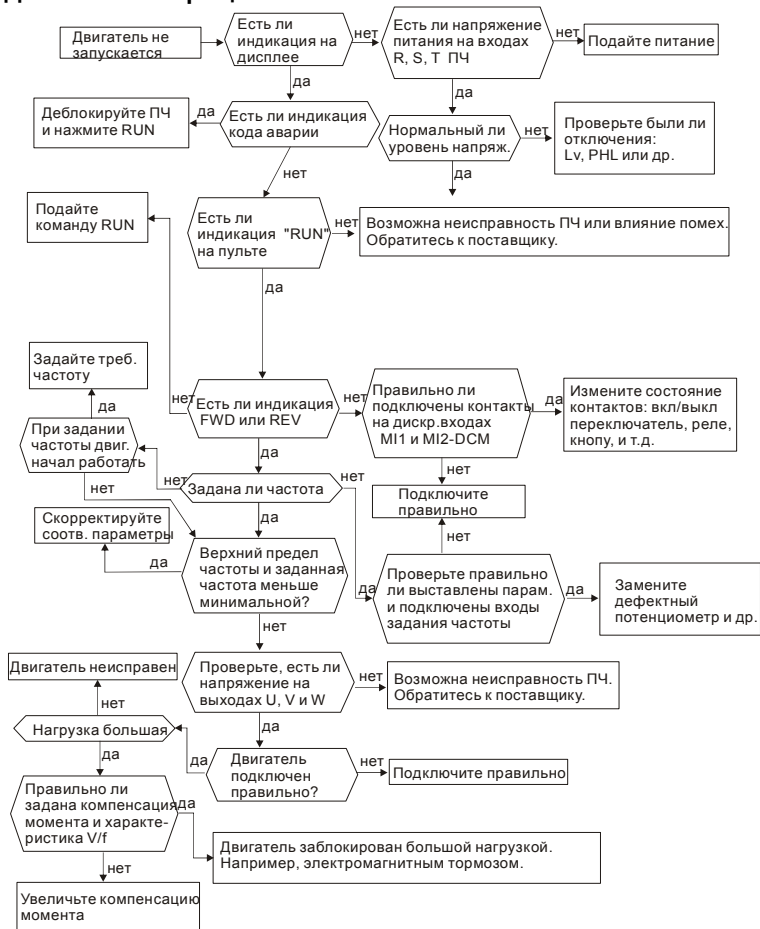 Двигатель не
запускается
Есть ли
индикация на
дисплее
нет
Есть ли напряжение
питания на входах
R, S, T ПЧ
нет
Подайте питание
да
да
Деблокируйте ПЧ
и нажмите RUN
да
Есть ли индикация
кода аварии
Нормальный ли
уровень напряж.
нет
Проверьте были ли
отключения:
Lv, PHL или др.
нет
да
Подайте
команду RUN
Есть ли
индикация "RUN"
на пульте
нет
Возможна неисправность ПЧ или влияние помех.
Обратитесь к поставщику.
да
Задайте треб.
частоту
да
При задании
частоты двиг.
начал работать
нет
Есть ли индикация
FWD или REV
нет
Правильно ли
подключены контакты
на дискр.входах
MI1 и MI2-DCM
да
Измените состояние
контактов: вкл/выкл
переключатель, реле,
кнопу, и т.д.
да
нет
нет
Задана ли частота
нет
нет
Подключите
правильно
да
нет
Скорректируйте
соотв. параметры
да
Верхний предел
частоты и заданная
частота меньше
минимальной?
да
Проверьте правильно
ли выставлены парам.
и подключены входы
задания частоты
да
Замените
дефектный
потенциометр и др.
нет
Двигатель неисправен
Проверьте, есть ли
напряжение на
выходах U, V и W
нет
Возможна неисправность ПЧ.
Обратитесь к поставщику.
нет
да
Нагрузка большая
да
Двигатель
подключен
правильно?
нет
Подключите правильно
да
Правильно ли
задана компенсация
момента и характе-
ристика V/f
да
Двигатель заблокирован большой нагрузкой.
Например, электромагнитным тормозом.
нет
Увеличьте компенсацию
момента